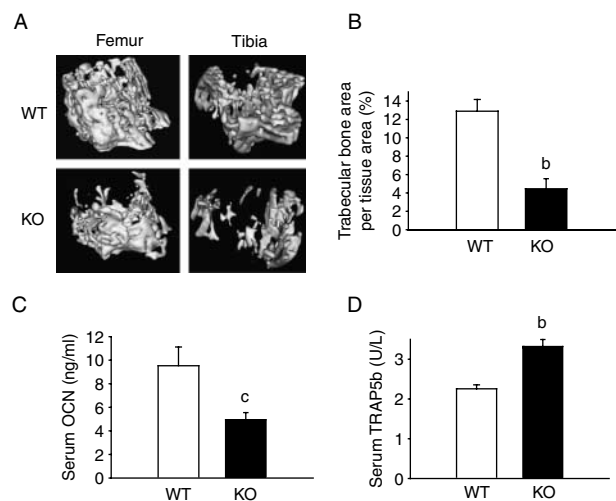 A
Femur
Tibia
WT
KO
B
Trabecular bone area
per tissue area (%)
14
12
10
8
6
4
2
0
b
WT
KO
C
Serum OCN (ng/ml)
12
10
8
6
4
2
0
c
WT
KO
D
Serum TRAP5b (U/L)
3
2
1
0
b
WT
KO